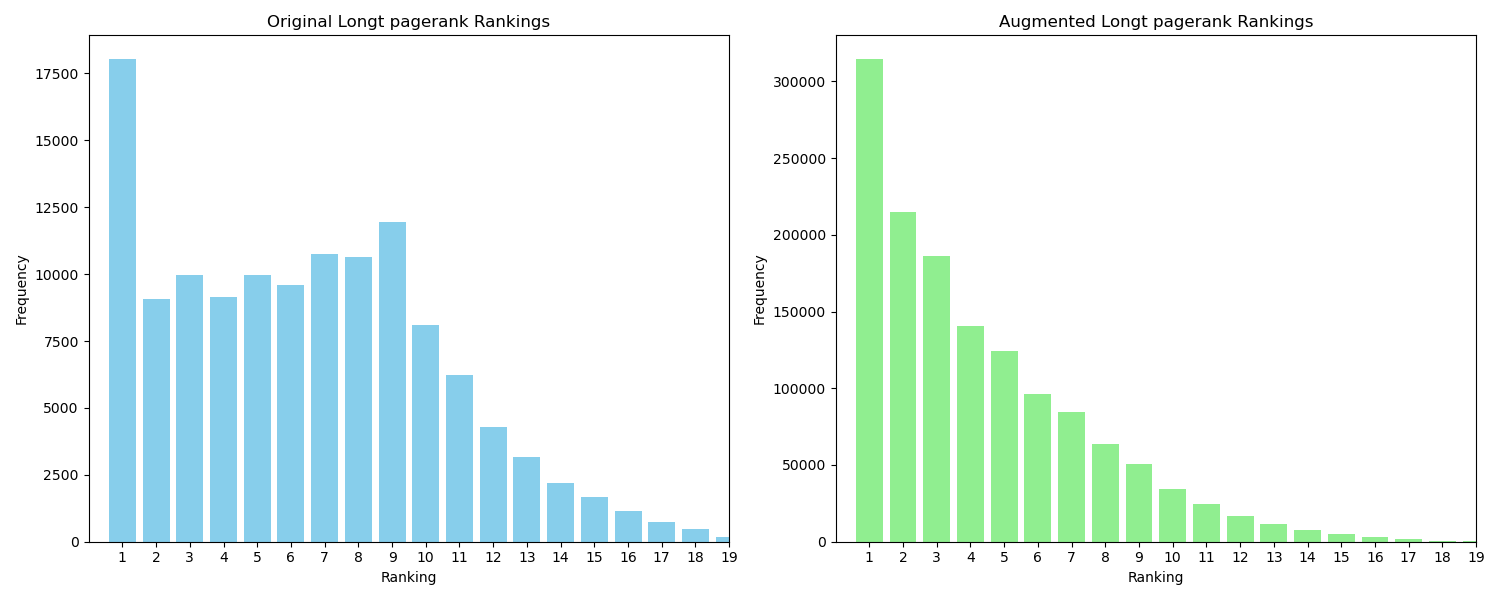 Original Longt pagerank Rankings
Frequency
17500
15000
12500
10000
7500
5000
2500
0
1 2 3 4 5 6 7 8 9 10 11 12 13 14 15 16 17 18 19
Ranking
Augmented Longt pagerank Rankings
Frequency
300000
250000
200000
150000
100000
50000
0
1 2 3 4 5 6 7 8 9 10 11 12 13 14 15 16 17 18 19
Ranking